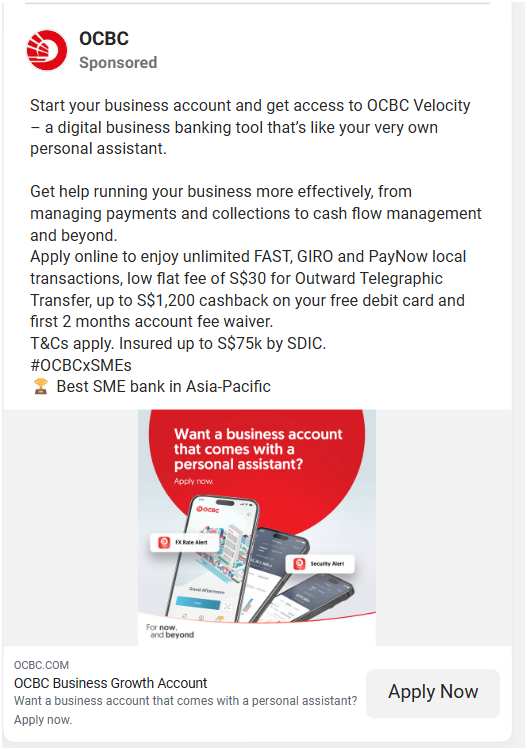 OCBC
Sponsored
Start your business account and get access to OCBC Velocity
– a digital business banking tool that's like your very own
personal assistant.
Get help running your business more effectively, from
managing payments and collections to cash flow management
and beyond.
Apply online to enjoy unlimited FAST, GIRO and PayNow local
transactions, low flat fee of S$30 for Outward Telegraphic
Transfer, up to S$1,200 cashback on your free debit card and
first 2 months account fee waiver.
T&Cs apply. Insured up to S$75k by SDIC.
#OCBCxSMEs
🏆 Best SME bank in Asia-Pacific
Want a business account
that comes with a
personal assistant?
Apply now.
OCBC
FX Rate Alert
Security Alert
Good Afternoon
For now,
and beyond
OCBC.COM
OCBC Business Growth Account
Want a business account that comes with a personal assistant?
Apply now.
Apply Now